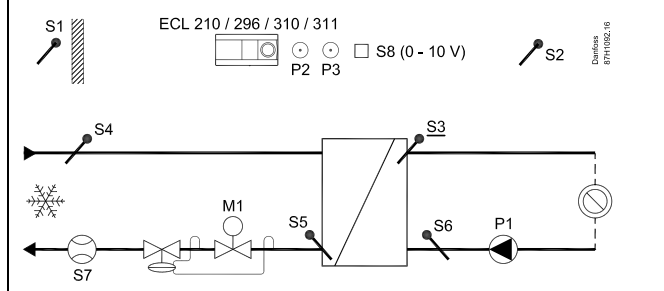 S1
ECL 210 / 296 / 310 / 311
P2
P3
S8 (0 - 10 V)
S2
Danfoss
87H1092.16
S4
S3
M1
S5
S6
P1
S7